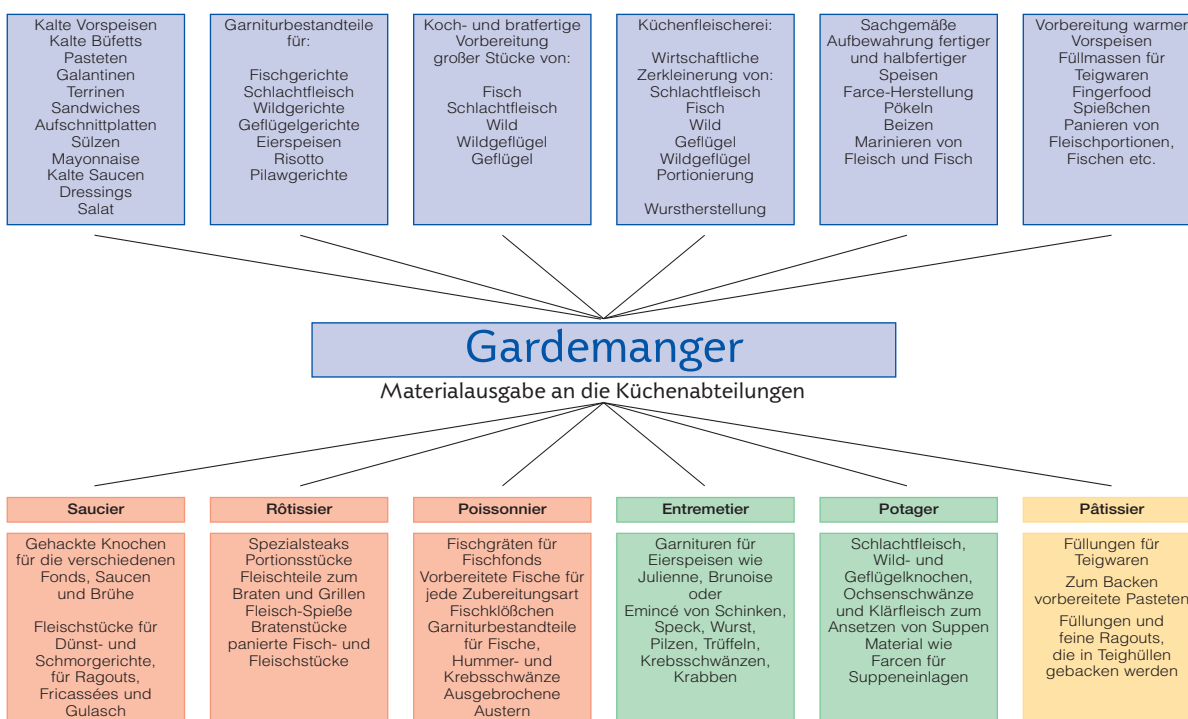 Kalte Vorspeisen
Kalte Büfetts
Pasteten
Galantinen
Terrinen
Sandwiches
Aufschnittplatten
Sülzen
Mayonnaise
Kalte Saucen
Dressings
Salat
Garniturbestandteile
für:
Fischgerichte
Schlachtfleisch
Wildgerichte
Geflügelgerichte
Eierspeisen
Risotto
Pilawgerichte
Koch- und bratfertige
Vorbereitung
großer Stücke von:
Fisch
Schlachtfleisch
Wild
Wildgeflügel
Geflügel
Küchenfleischerei:
Wirtschaftliche
Zerkleinerung von:
Schlachtfleisch
Fisch
Wild
Geflügel
Wildgeflügel
Portionierung
Wurstherstellung
Sachgemäße
Aufbewahrung fertiger
und halbfertiger
Speisen
Farce-Herstellung
Pökeln
Beizen
Marinieren von
Fleisch und Fisch
Vorbereitung warmer
Vorspeisen
Füllmassen für
Teigwaren
Fingerfood
Spießchen
Panieren von
Fleischportionen,
Fischen etc.
Gardemanger
Materialausgabe an die Küchenabteilungen
Saucier
Gehackte Knochen
für die verschiedenen
Fonds, Saucen
und Brühe
Fleischstücke für
Dünst- und
Schmorgerichte,
für Ragouts,
Fricassées und
Gulasch
Rôtissier
Spezialsteaks
Portionsstücke
Fleischteile zum
Braten und Grillen
Fleisch-Spieße
Bratenstücke
panierte Fisch- und
Fleischstücke
Poissonnier
Fischgräten für
Fischfonds
Vorbereitete Fische für
jede Zubereitungsart
Fischklößchen
Garniturbestandteile
für Fische,
Hummer- und
Krebsschwänze
Ausgebrochene
Austern
Entremetier
Garnituren für
Eierspeisen wie
Julienne, Brunoise
oder
Emincé von Schinken,
Speck, Wurst,
Pilzen, Trüffeln,
Krebsschwänzen,
Krabben
Potager
Schlachtfleisch,
Wild- und
Geflügelknochen,
Ochsenschwänze
und Klärfleisch zum
Ansetzen von Suppen
Material wie
Farcen für
Suppeneinlagen
Pâtissier
Füllungen für
Teigwaren
Zum Backen
vorbereitete Pasteten
Füllungen und
feine Ragouts,
die in Teighüllen
gebacken werden